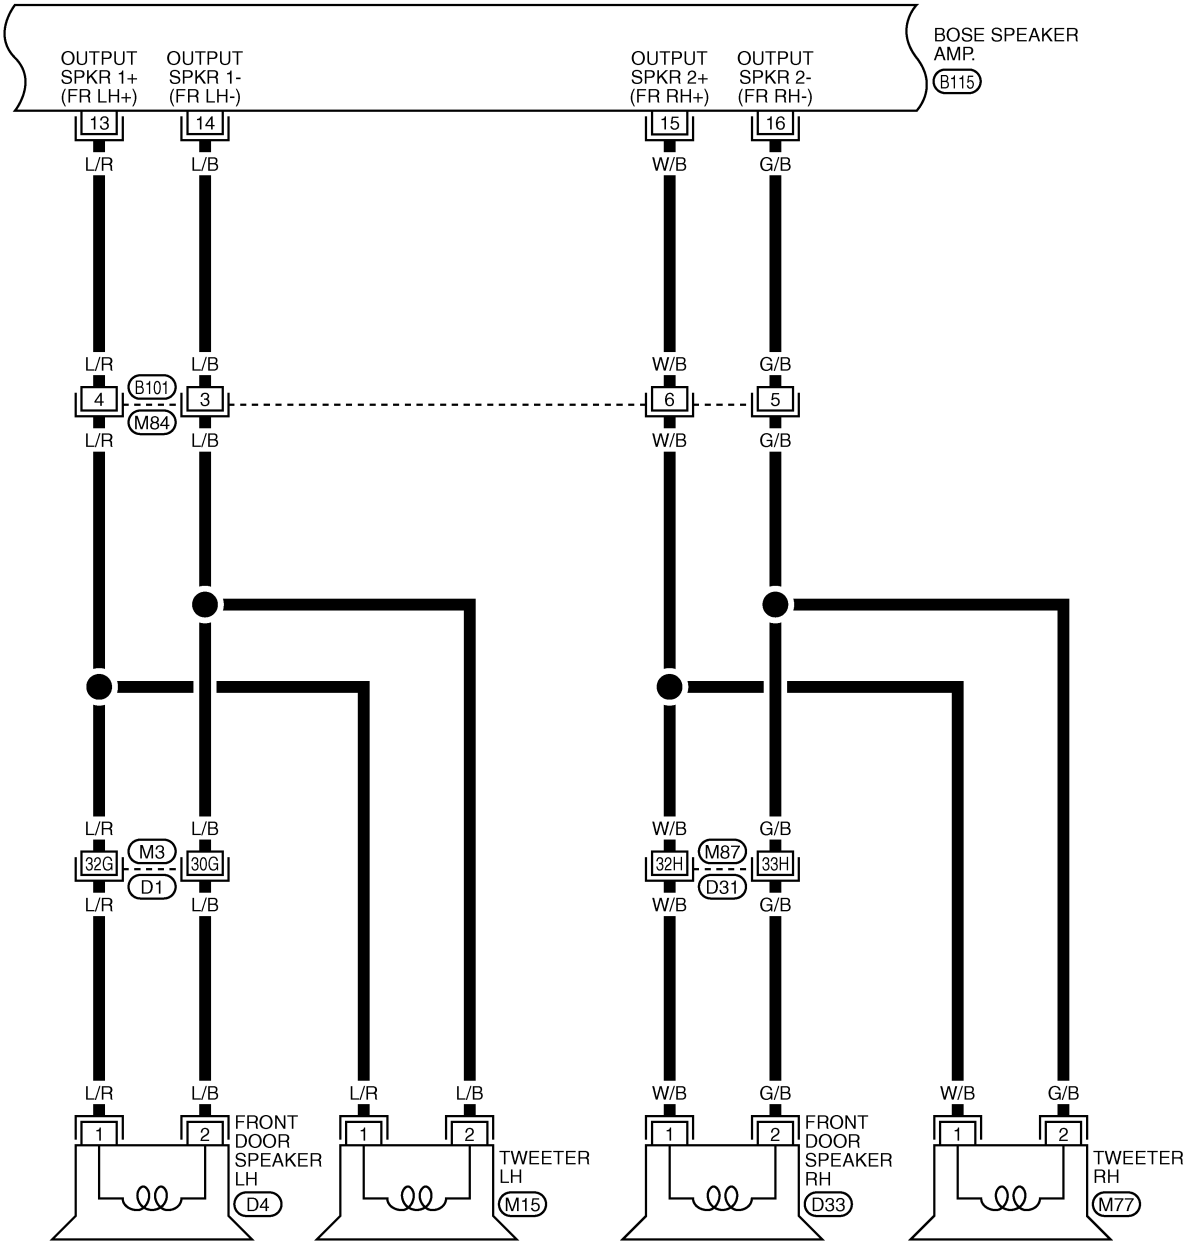 BOSE SPEAKER
AMP.
B115
OUTPUT
SPKR 1+
(FR LH+)
OUTPUT
SPKR 1-
(FR LH-)
OUTPUT
SPKR 2+
(FR RH+)
OUTPUT
SPKR 2-
(FR RH-)
13 14 15 16
L/R L/B W/B G/B
L/R L/B W/B G/B
4 B101 3 6 5
M84
L/R L/B W/B G/B
L/R L/B W/B G/B
32G M3 30G 32H M87 33H
D1 D31
L/R L/B W/B G/B
L/R L/B L/R L/B W/B G/B W/B G/B
1 2 1 2 1 2 1 2
FRONT
DOOR
SPEAKER
LH
D4
TWEETER
LH
M15
FRONT
DOOR
SPEAKER
RH
D33
TWEETER
RH
M77